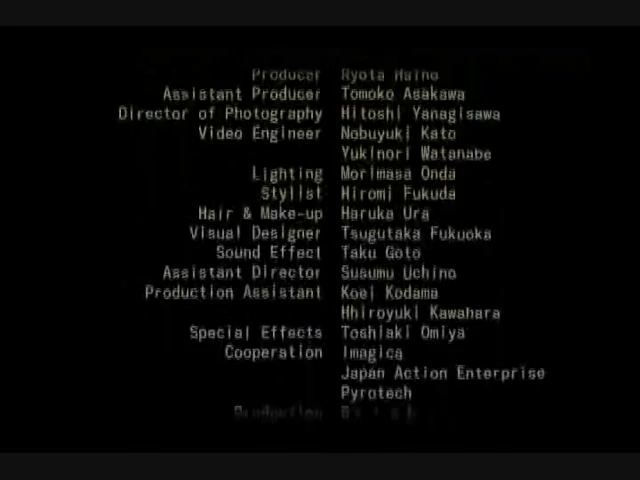 Producer Ryota
Assistant Producer Tomoko Asakawa
Director of Photography Hitoshi Yanagisawa
Video Engineer Nobuyuki Kato
Yukinori Watanabe
Lighting Morimasa Onda
Stylist Hiromi Fukuda
Hair & Make-up Haruka Ura
Visual Designer Tsugutaka Fukuoka
Sound Effect Taku Goto
Assistant Director Susumu Uchino
Production Assistant Koei Kodama
Hhiroyuki Kawahara
Special Effects Toshiaki Omiya
Cooperation Imagica
Japan Action Enterprise
Pyrotech
Production